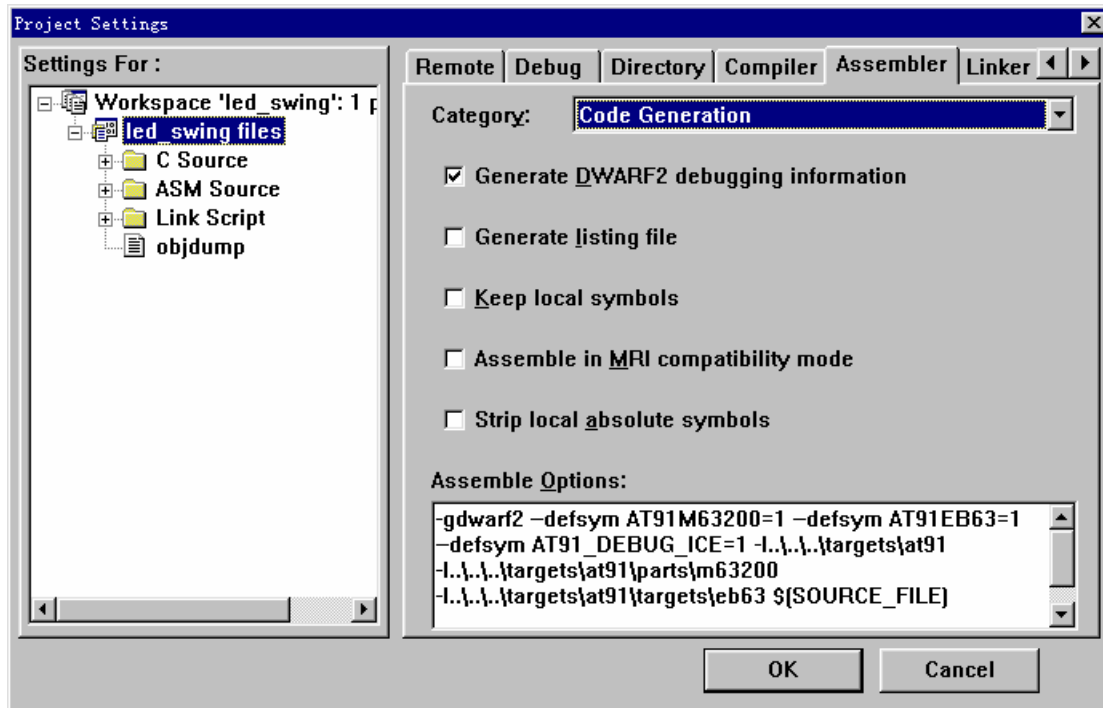 Project Settings
Settings For :
Workspace 'led_swing': 1 p
led_swing files
C Source
ASM Source
Link Script
objdump
Remote
Debug
Directory
Compiler
Assembler
Linker
Category:
Code Generation
Generate DWARF2 debugging information
Generate listing file
Keep local symbols
Assemble in MRI compatibility mode
Strip local absolute symbols
Assemble Options:
-gdwarf2 –defsym AT91M63200=1 –defsym AT91EB63=1
–defsym AT91_DEBUG_ICE=1 -I..\..\..\targets\at91
-I..\..\..\targets\at91\parts\m63200
-I..\..\..\targets\at91\targets\eb63 $(SOURCE_FILE)
OK
Cancel